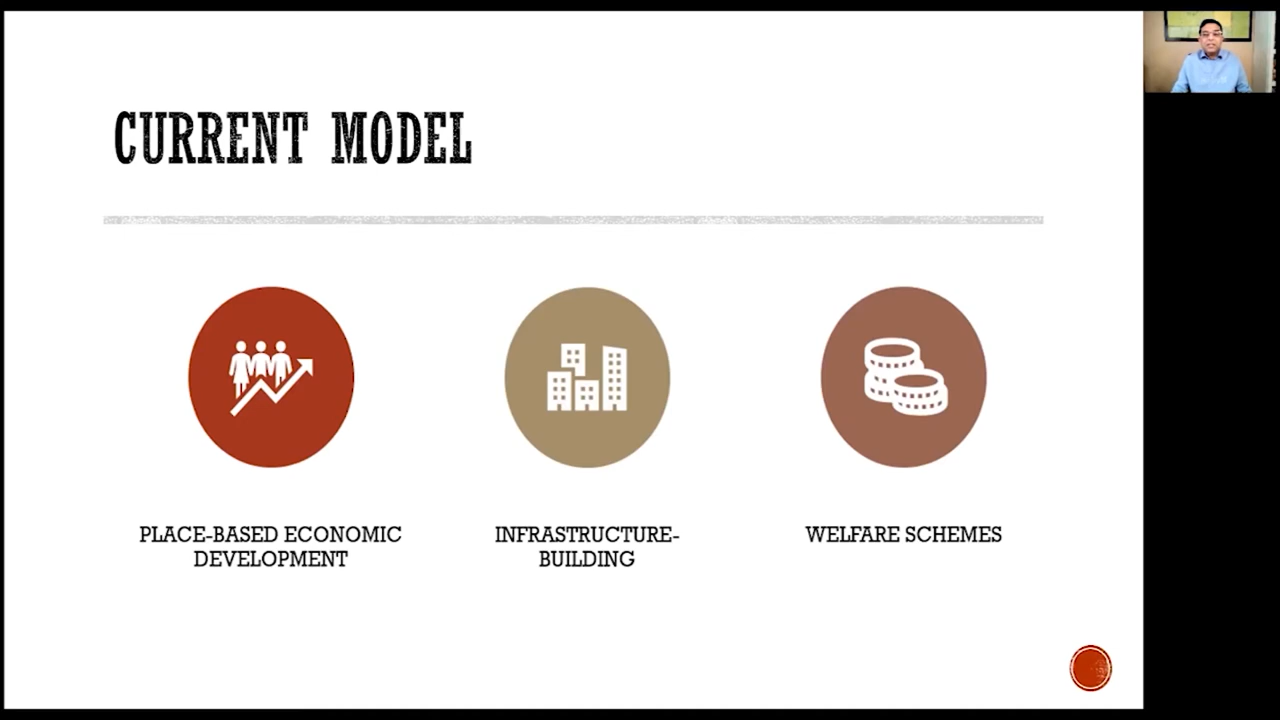 CURRENT MODEL
PLACE-BASED ECONOMIC
DEVELOPMENT
INFRASTRUCTURE-
BUILDING
WELFARE SCHEMES